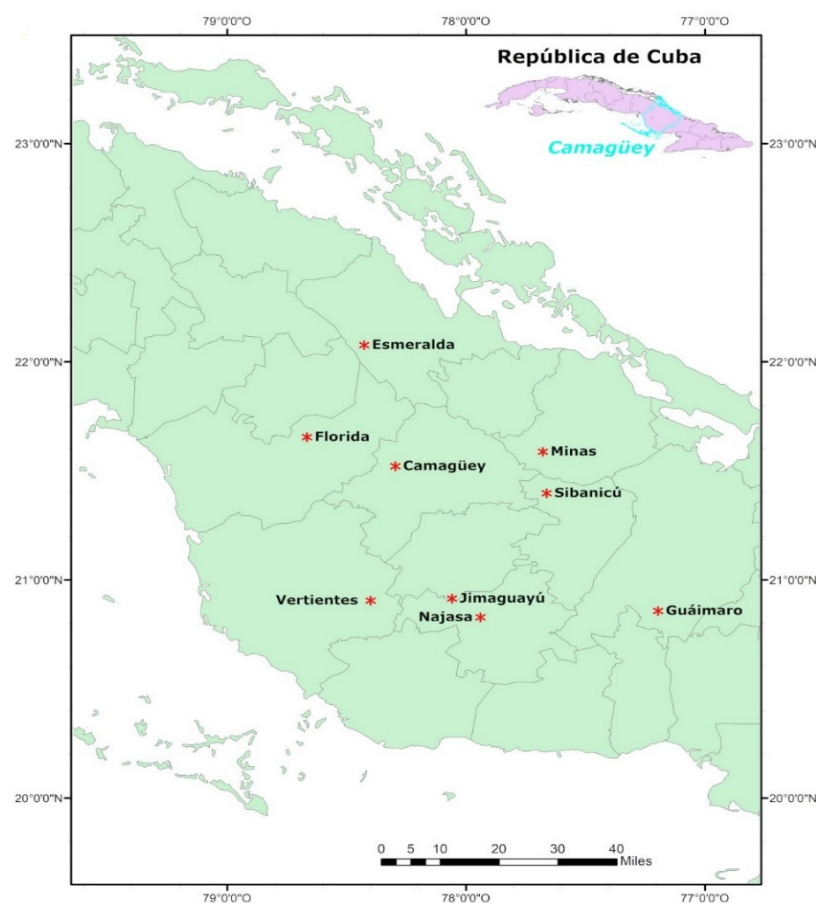 79°0'0"O 78°0'0"O 77°0'0"O
República de Cuba
Camagüey
23°0'0"N 23°0'0"N
22°0'0"N 22°0'0"N
Esmeralda
Florida
Camagüey
Minas
Sibanicú
21°0'0"N 21°0'0"N
Vertientes
Jimaguayú
Najasa
Guáimaro
20°0'0"N 20°0'0"N
0 5 10 20 30 40
Miles
79°0'0"O 78°0'0"O 77°0'0"O